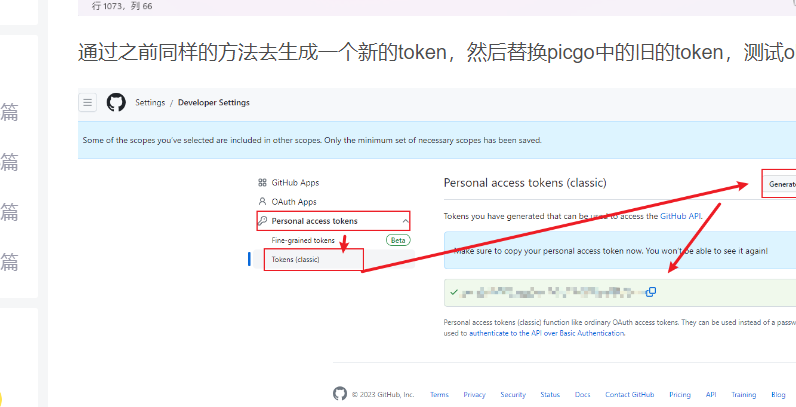 行 1073，列 66
通过之前同样的方法去生成一个新的token，然后替换picgo中的旧的token，测试o
篇
篇
篇
篇
Settings / Developer Settings
Some of the scopes you've selected are included in other scopes. Only the minimum set of necessary scopes has been saved.
GitHub Apps
OAuth Apps
Personal access tokens
Fine-grained tokens Beta
Tokens (classic)
Personal access tokens (classic)
Generate
Tokens you have generated that can be used to access the GitHub API.
Make sure to copy your personal access token now. You won't be able to see it again!
Personal access tokens (classic) function like ordinary OAuth access tokens. They can be used instead of a passw
used to authenticate to the API over Basic Authentication.
© 2023 GitHub, Inc. Terms Privacy Security Status Docs Contact GitHub Pricing API Training Blog